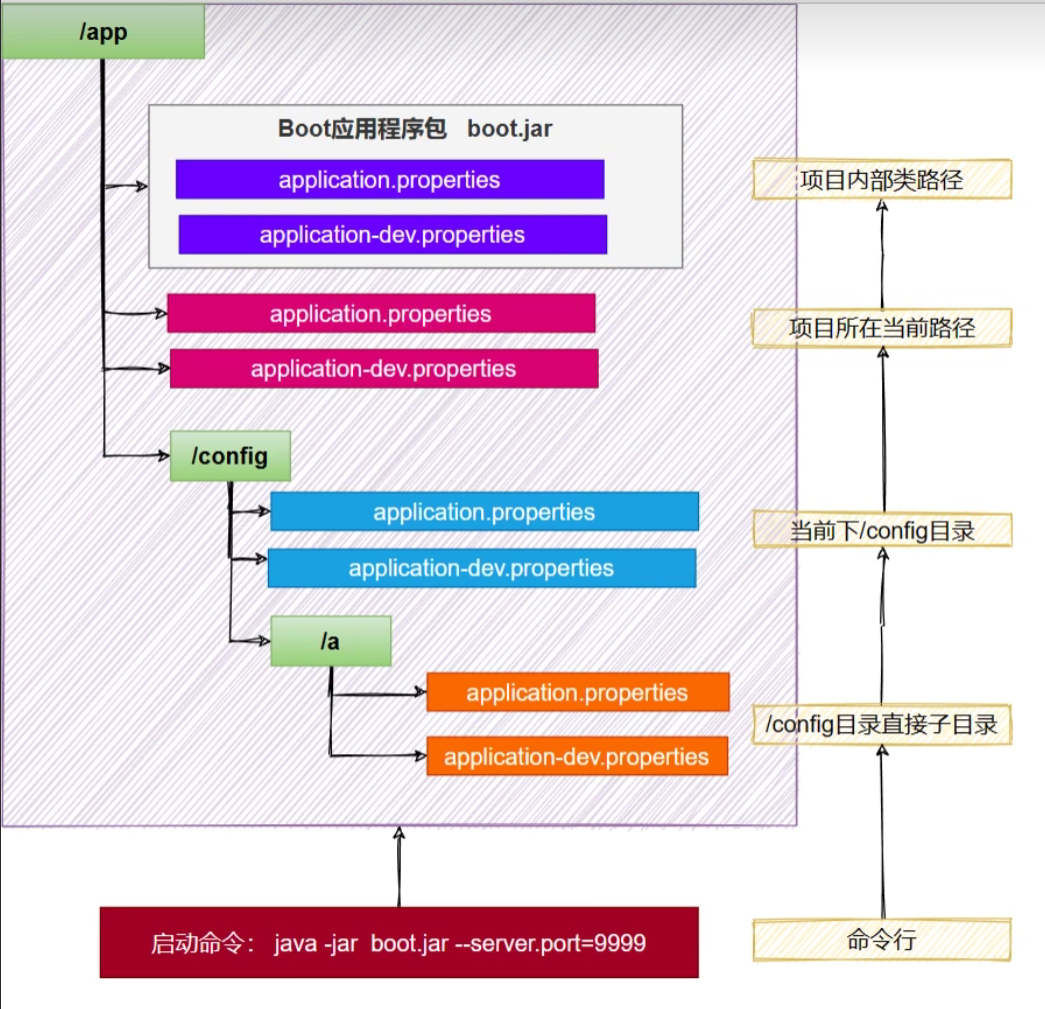 /app
Boot应用程序包 boot.jar
application.properties
application-dev.properties
application.properties
application-dev.properties
/config
application.properties
application-dev.properties
/a
application.properties
application-dev.properties
启动命令： java -jar boot.jar --server.port=9999
项目内部类路径
项目所在当前路径
当前下/config目录
/config目录直接子目录
命令行